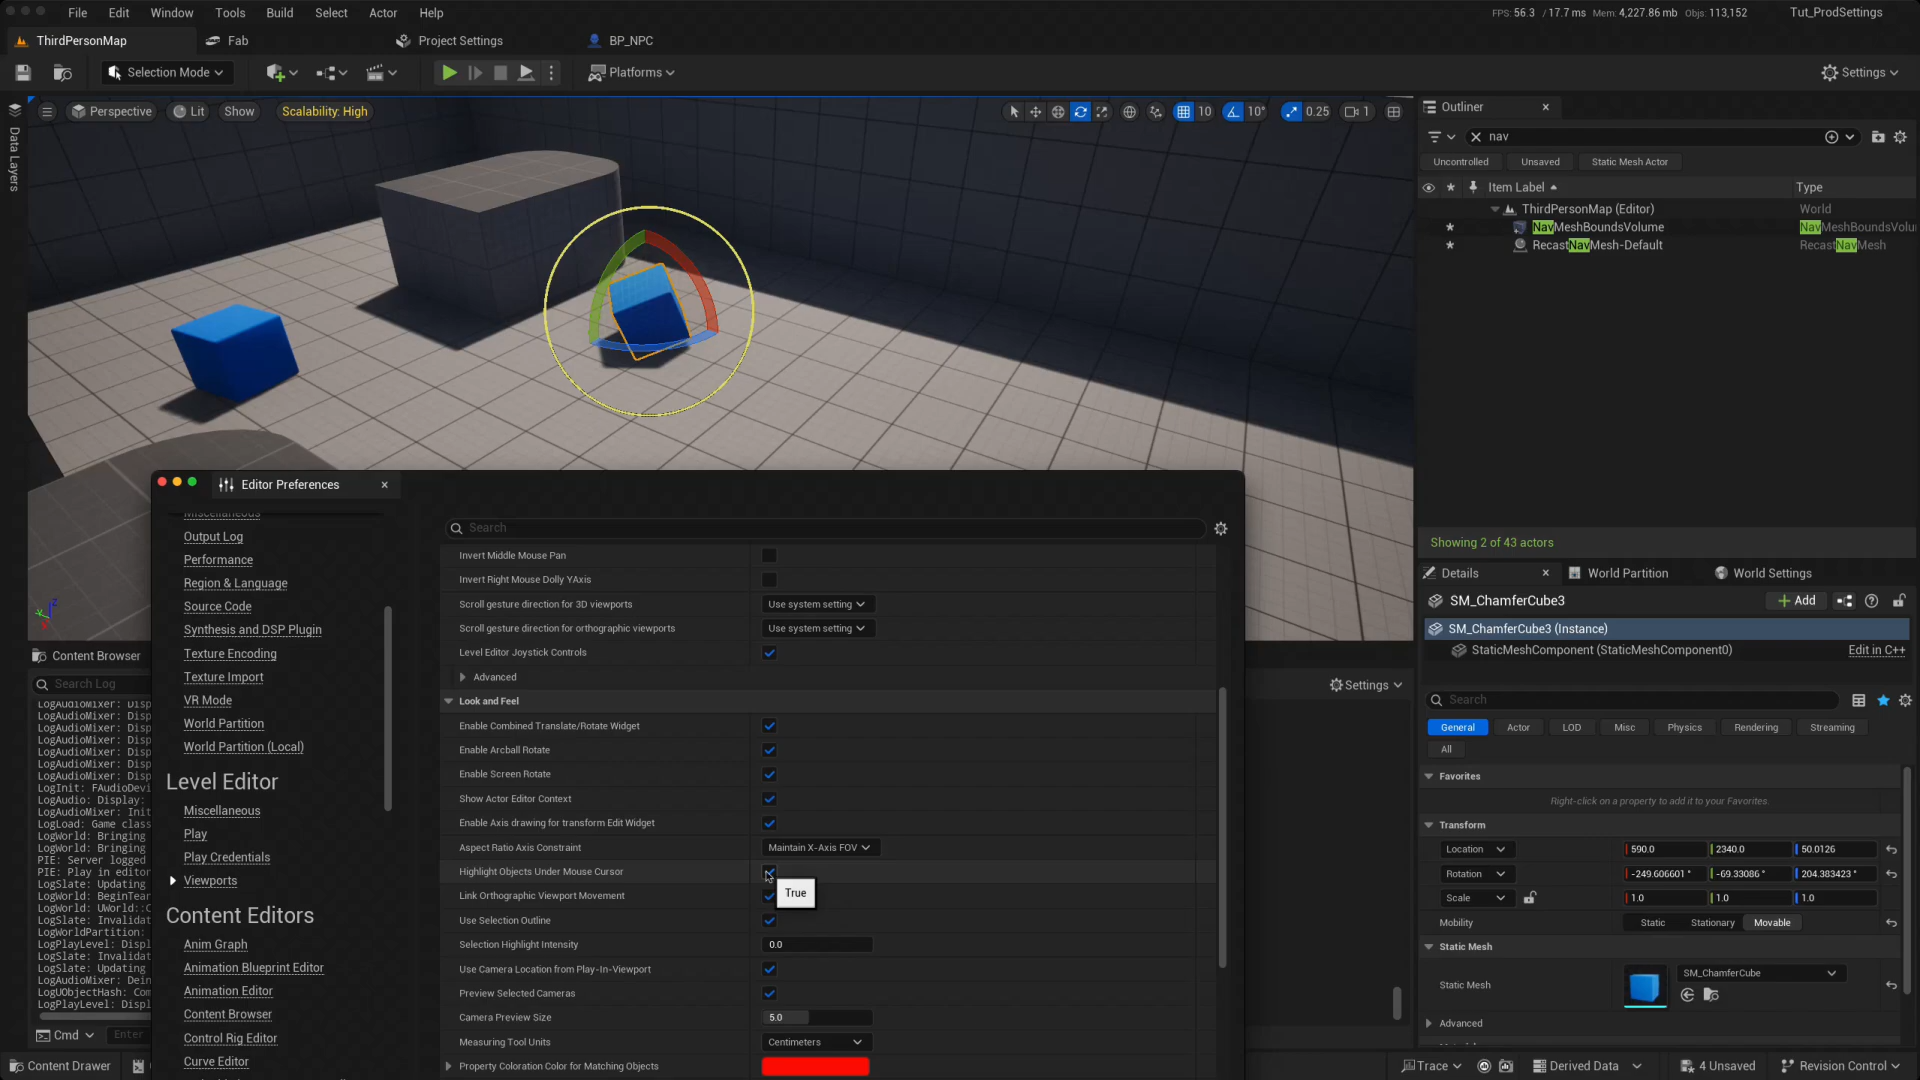 File Edit Window Tools Build Select Actor Help
FPS: 56.3 / 17.7 ms Mem: 4,227.86 mb Objs: 113,152
Tut_ProdSettings
ThirdPersonMap
Fab
Project Settings
BP_NPC
Selection Mode
Platforms
Settings
Perspective Lit Show Scalability: High
10 10° 0.25 1
Data Layers
Outliner
nav
Uncontrolled Unsaved Static Mesh Actor
Item Label Type
ThirdPersonMap (Editor) World
NavMeshBoundsVolume NavMeshBoundsVolu
RecastNavMesh-Default RecastNavMesh
Showing 2 of 43 actors
Details
World Partition
World Settings
SM_ChamferCube3
Add
SM_ChamferCube3 (Instance)
StaticMeshComponent (StaticMeshComponent0) Edit in C++
Search
General Actor LOD Misc Physics Rendering Streaming
All
Favorites
Right-click on a property to add it to your Favorites.
Transform
Location 590.0 2340.0 50.0126
Rotation -249.606601 ° -69.33086 ° 204.383423 °
Scale 1.0 1.0 1.0
Mobility Static Stationary Movable
Static Mesh
Static Mesh SM_ChamferCube
Advanced
Content Browser
Search Log
LogAudioMixer: Disp
LogAudioMixer: Disp
LogAudioMixer: Disp
LogAudioMixer: Disp
LogAudioMixer: Disp
LogAudioMixer: Disp
LogAudioMixer: Disp
LogInit: FAudioDevi
LogAudio: Display:
LogAudioMixer: Init
LogLoad: Game class
LogWorld: Bringing
PIE: Server logged
LogWorld: Bringing
PIE: Play in editor
LogSlate: Updating
LogWorld: BeginTear
LogWorld: UWorld::C
LogWorldPartition:
LogPlayLevel: Displ
LogSlate: Invalidat
LogSlate: Invalidat
LogSlate: Updating
LogAudioMixer: Dein
LogUObjectHash: Com
LogPlayLevel: Displ
Cmd Enter
Settings
Editor Preferences
Miscellaneous
Output Log
Performance
Region & Language
Source Code
Synthesis and DSP Plugin
Texture Encoding
Texture Import
VR Mode
World Partition
World Partition (Local)
Level Editor
Miscellaneous
Play
Play Credentials
Viewports
Content Editors
Anim Graph
Animation Blueprint Editor
Animation Editor
Content Browser
Control Rig Editor
Curve Editor
Search
Invert Middle Mouse Pan
Invert Right Mouse Dolly YAxis
Scroll gesture direction for 3D viewports Use system setting
Scroll gesture direction for orthographic viewports Use system setting
Level Editor Joystick Controls
Advanced
Look and Feel
Enable Combined Translate/Rotate Widget
Enable Arcball Rotate
Enable Screen Rotate
Show Actor Editor Context
Enable Axis drawing for transform Edit Widget
Aspect Ratio Axis Constraint Maintain X-Axis FOV
Highlight Objects Under Mouse Cursor
True
Link Orthographic Viewport Movement
Use Selection Outline
Selection Highlight Intensity 0.0
Use Camera Location from Play-In-Viewport
Preview Selected Cameras
Camera Preview Size 5.0
Measuring Tool Units Centimeters
Property Coloration Color for Matching Objects
Content Drawer
Trace
Derived Data
4 Unsaved
Revision Control